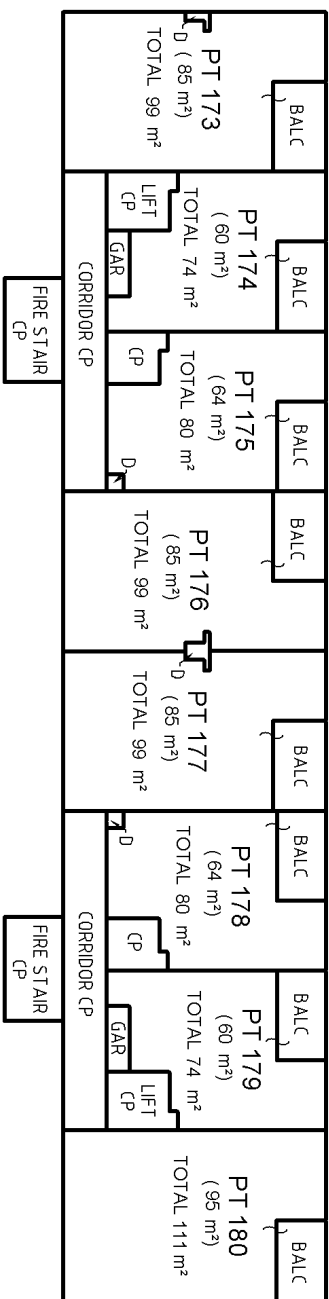 BALC
PT 173
( 85 m²)
D
TOTAL 99 m²
BALC
PT 174
( 60 m²)
TOTAL 74 m²
LIFT
CP
GAR
BALC
PT 175
( 64 m²)
TOTAL 80 m²
CP
D
CORRIDOR CP
FIRE STAIR
CP
BALC
PT 176
( 85 m²)
TOTAL 99 m²
BALC
PT 177
( 85 m²)
D
TOTAL 99 m²
BALC
PT 178
( 64 m²)
TOTAL 80 m²
D
CP
BALC
PT 179
( 60 m²)
TOTAL 74 m²
GAR
LIFT
CP
CORRIDOR CP
FIRE STAIR
CP
BALC
PT 180
( 95 m²)
TOTAL 111 m²